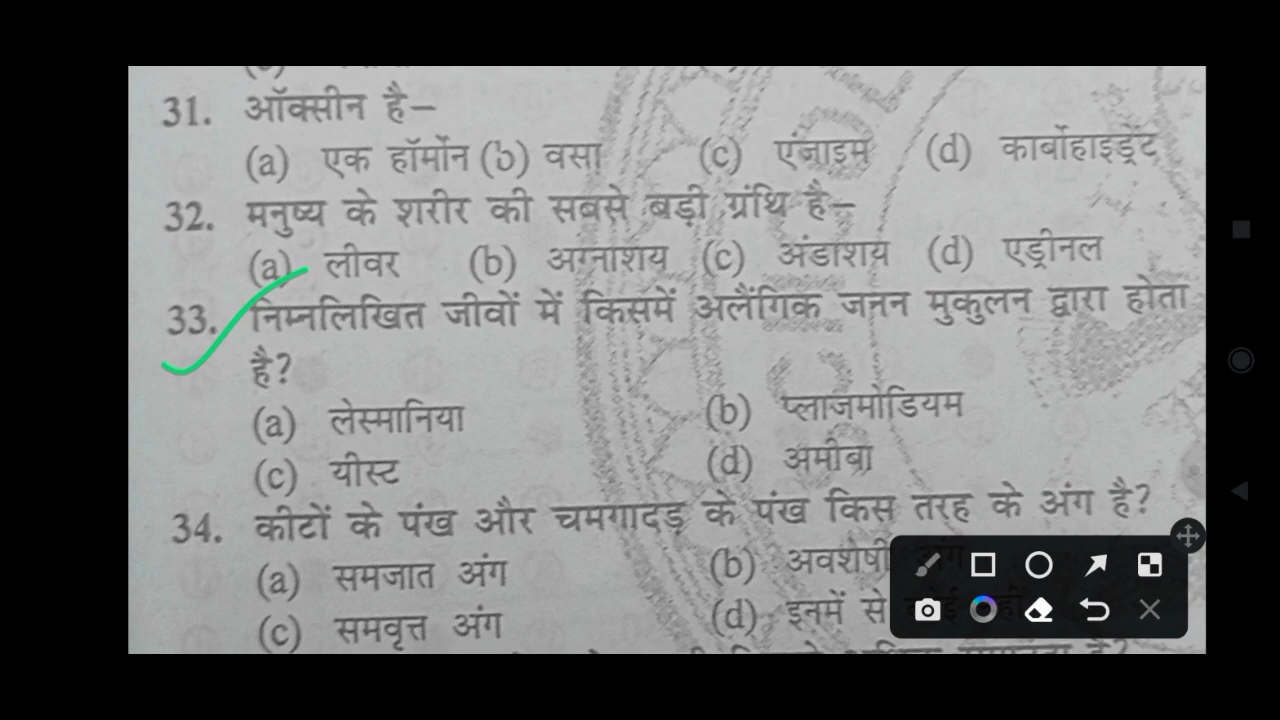 31. ऑक्सीन है–
(a) एक हॉर्मोन (b) वसा (c) एंजाइम (d) कार्बोहाइड्रेट
32. मनुष्य के शरीर की सबसे बड़ी ग्रंथि है–
(a) लीवर (b) अग्नाशय (c) अंडाशय (d) एड्रीनल
33. निम्नलिखित जीवों में किसमें अलैंगिक जनन मुकुलन द्वारा होता
है?
(a) लेस्मानिया (b) प्लाजमोडियम
(c) यीस्ट (d) अमीबा
34. कीटों के पंख और चमगादड़ के पंख किस तरह के अंग है?
(a) समजात अंग (b) अवशेषी अंग
(c) समवृत्त अंग (d) इनमें से कोई नहीं